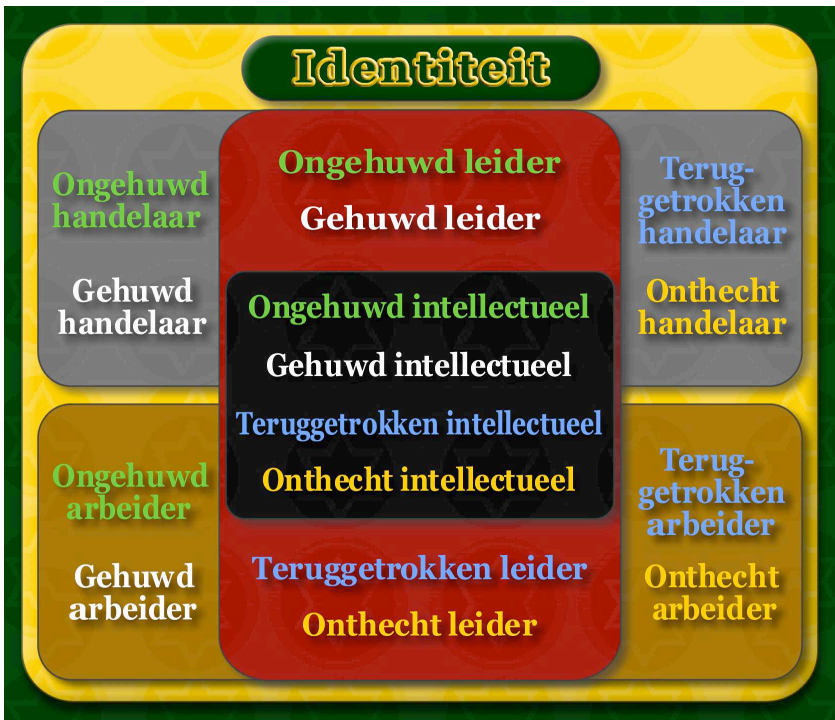 Identiteit
Ongehuwd
handelaar
Gehuwd
handelaar
Ongehuwd leider
Gehuwd leider
Terug-
getrokken
handelaar
Onthecht
handelaar
Ongehuwd intellectueel
Gehuwd intellectueel
Teruggetrokken intellectueel
Onthecht intellectueel
Ongehuwd
arbeider
Gehuwd
arbeider
Teruggetrokken leider
Onthecht leider
Terug-
getrokken
arbeider
Onthecht
arbeider